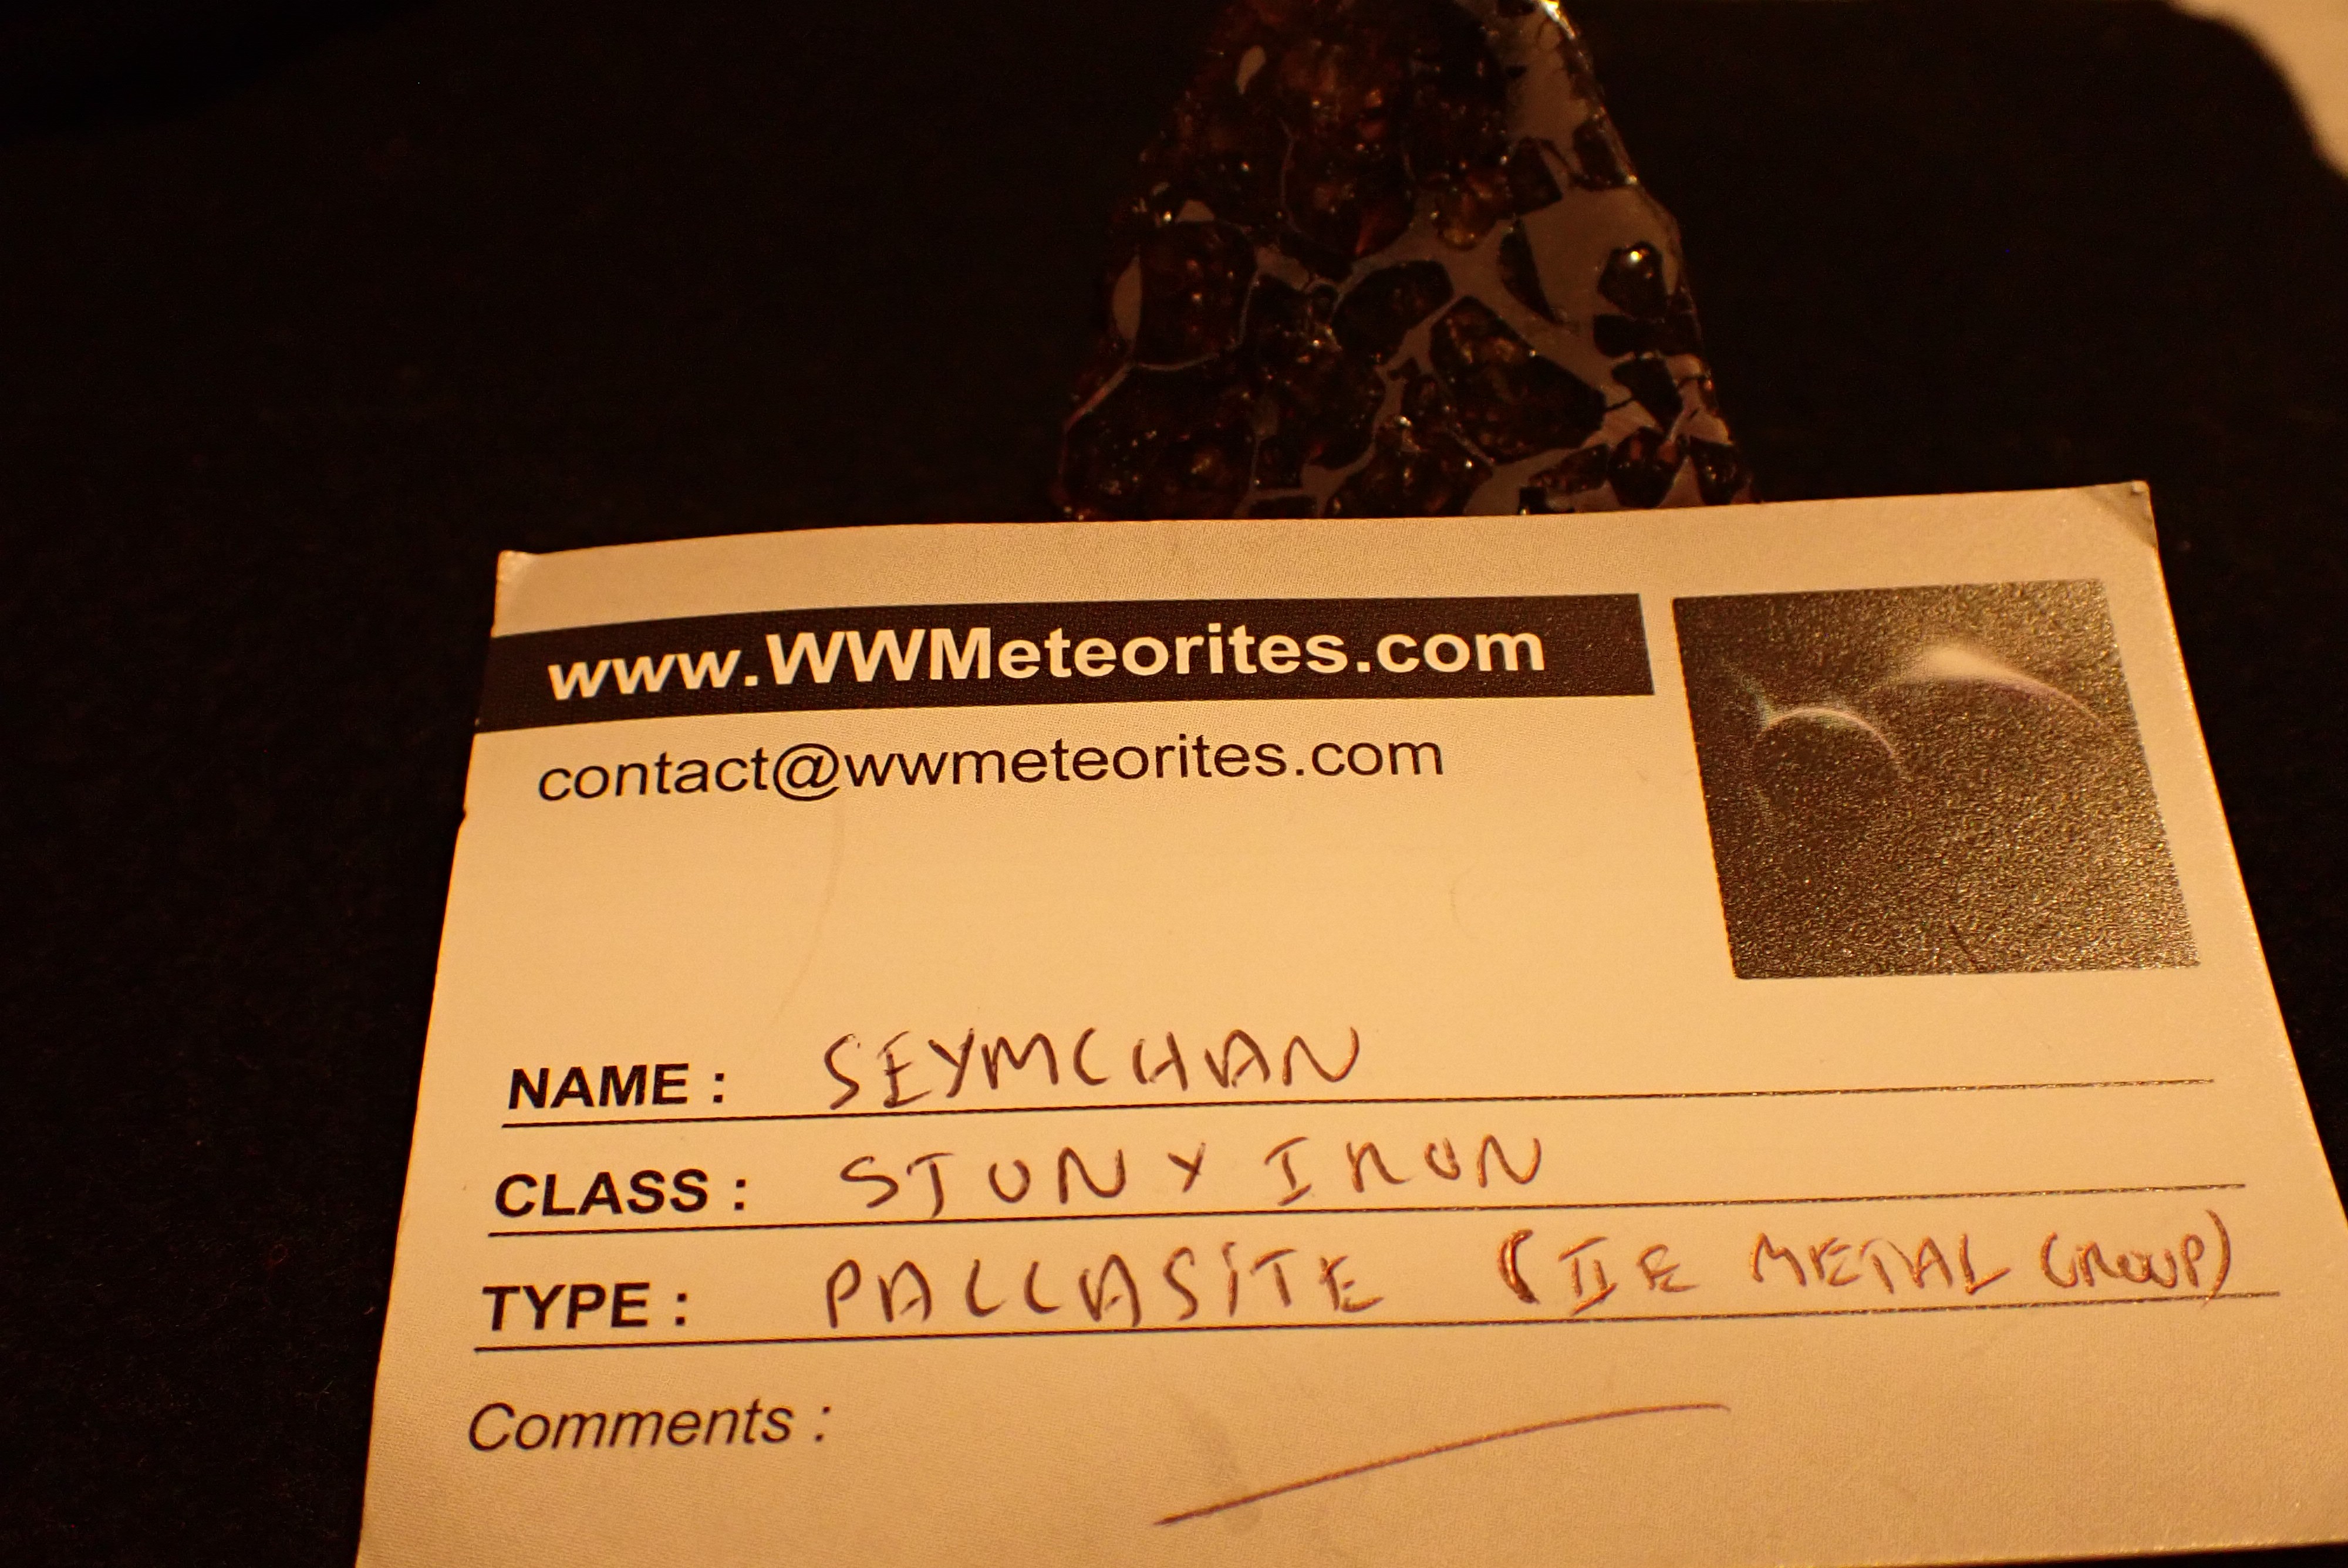 www.WWMeteorites.com
contact@wwmeteorites.com
NAME : SEYMCHAN
CLASS : STONY IRON
TYPE : PALLASITE (IIE METAL GROUP)
Comments :